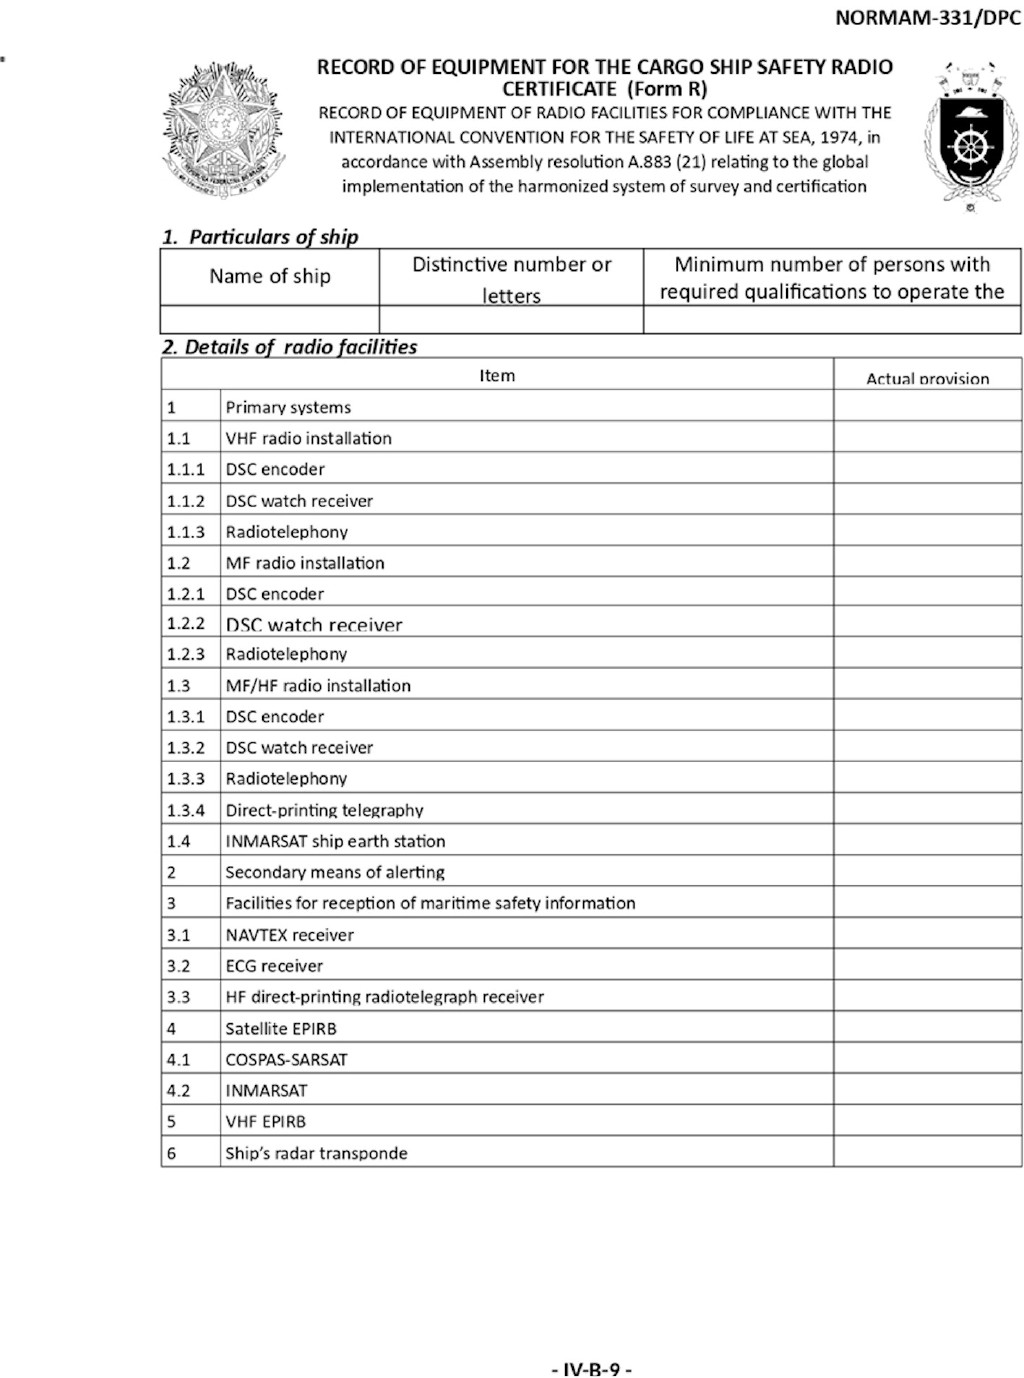 NORMAM-331/DPC
RECORD OF EQUIPMENT FOR THE CARGO SHIP SAFETY RADIO
CERTIFICATE (Form R)
RECORD OF EQUIPMENT OF RADIO FACILITIES FOR COMPLIANCE WITH THE
INTERNATIONAL CONVENTION FOR THE SAFETY OF LIFE AT SEA, 1974, in
accordance with Assembly resolution A.883 (21) relating to the global
implementation of the harmonized system of survey and certification
1. Particulars of ship
Name of ship
Distinctive number or
letters
Minimum number of persons with
required qualifications to operate the
2. Details of radio facilities
Item Actual provision
1 Primary systems
1.1 VHF radio installation
1.1.1 DSC encoder
1.1.2 DSC watch receiver
1.1.3 Radiotelephony
1.2 MF radio installation
1.2.1 DSC encoder
1.2.2 DSC watch receiver
1.2.3 Radiotelephony
1.3 MF/HF radio installation
1.3.1 DSC encoder
1.3.2 DSC watch receiver
1.3.3 Radiotelephony
1.3.4 Direct-printing telegraphy
1.4 INMARSAT ship earth station
2 Secondary means of alerting
3 Facilities for reception of maritime safety information
3.1 NAVTEX receiver
3.2 ECG receiver
3.3 HF direct-printing radiotelegraph receiver
4 Satellite EPIRB
4.1 COSPAS-SARSAT
4.2 INMARSAT
5 VHF EPIRB
6 Ship's radar transponde
- IV-B-9 -